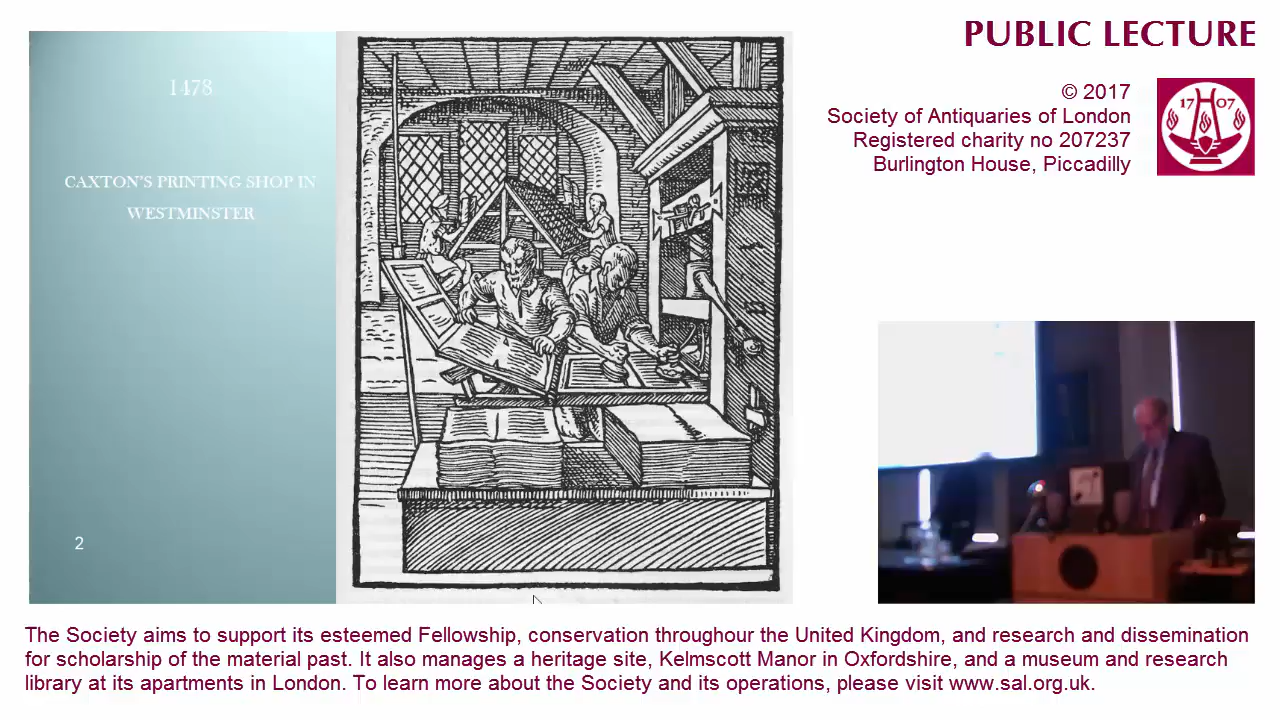 1478
CAXTON'S PRINTING SHOP IN
WESTMINSTER
2
PUBLIC LECTURE
© 2017
Society of Antiquaries of London
Registered charity no 207237
Burlington House, Piccadilly
17 07
The Society aims to support its esteemed Fellowship, conservation throughour the United Kingdom, and research and dissemination
for scholarship of the material past. It also manages a heritage site, Kelmscott Manor in Oxfordshire, and a museum and research
library at its apartments in London. To learn more about the Society and its operations, please visit www.sal.org.uk.